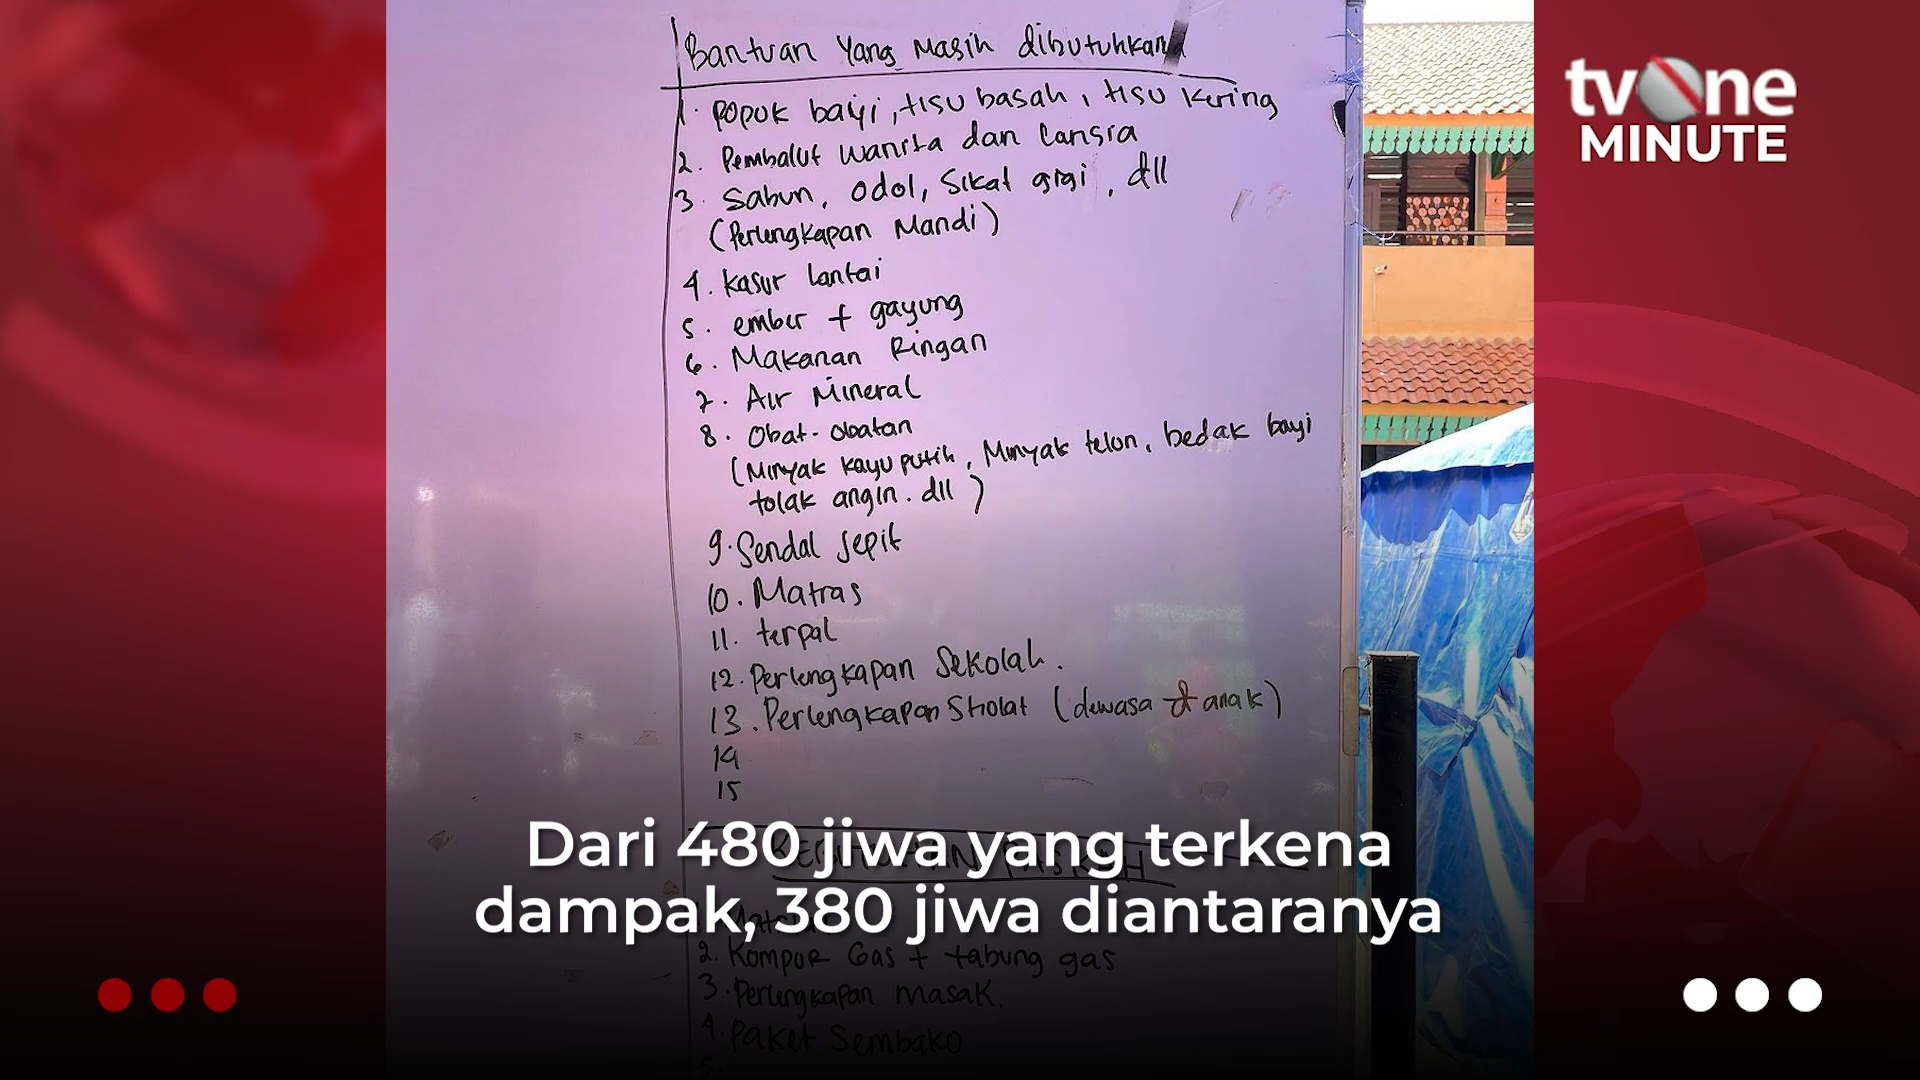 Bantuan Yang Masih dibutuhkan
1. Popok bayi, tisu basah, tisu Kering
2. Pembalut Wanita dan Lansia
3. Sabun, odol, Sikat gigi, dll
(Perlengkapan Mandi)
4. Kasur Lantai
5. ember + gayung
6. Makanan Ringan
7. Air Mineral
8. Obat-obatan
(Minyak kayu putih, Minyak telon, bedak bayi
tolak angin. dll)
9. Sendal Jepit
10. Matras
11. terpal
12. Perlengkapan Sekolah.
13. Perlengkapan Sholat (dewasa & anak)
14
15
tvOne
MINUTE
Dari 480 jiwa yang terkena
dampak, 380 jiwa diantaranya
2. Kompor Gas + tabung gas
3. Perlengkapan masak.
4. Paket Sembako
5.